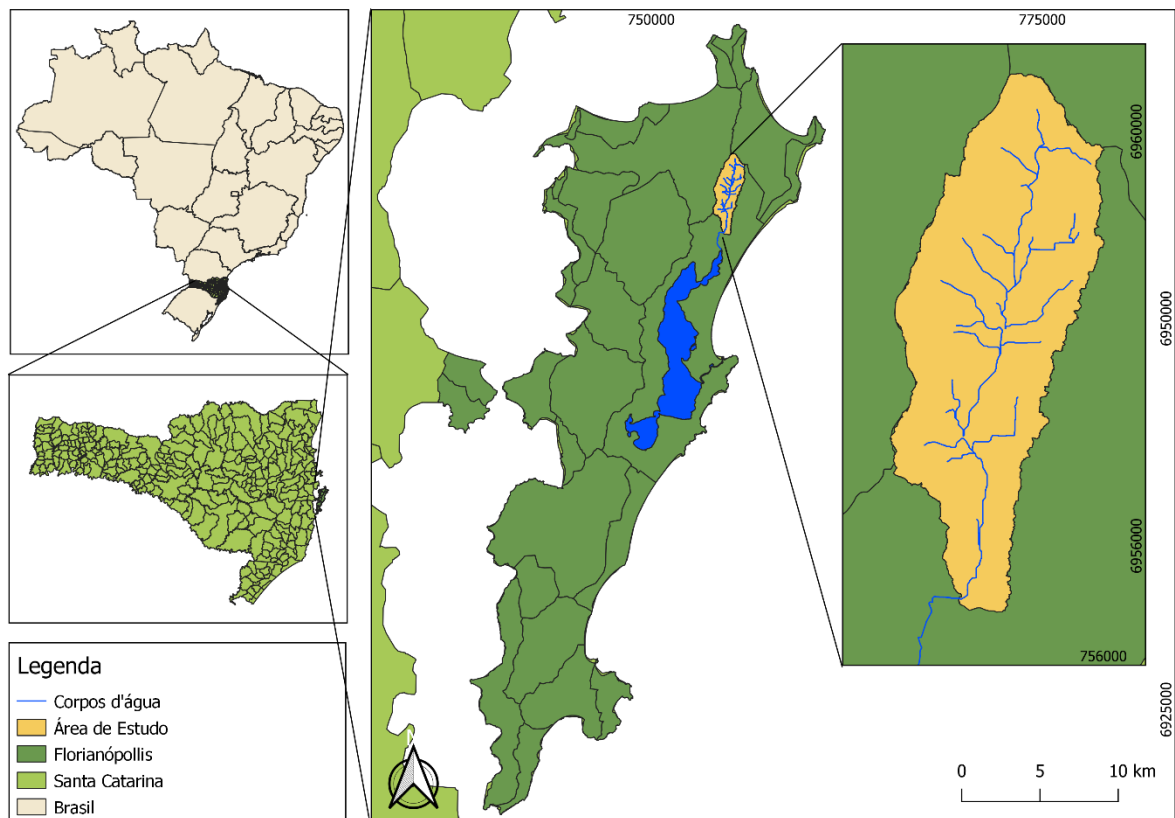 750000
775000
6960000
6950000
6956000
756000
6925000
Legenda
Corpos d'água
Área de Estudo
Florianópollis
Santa Catarina
Brasil
N
0 5 10 km